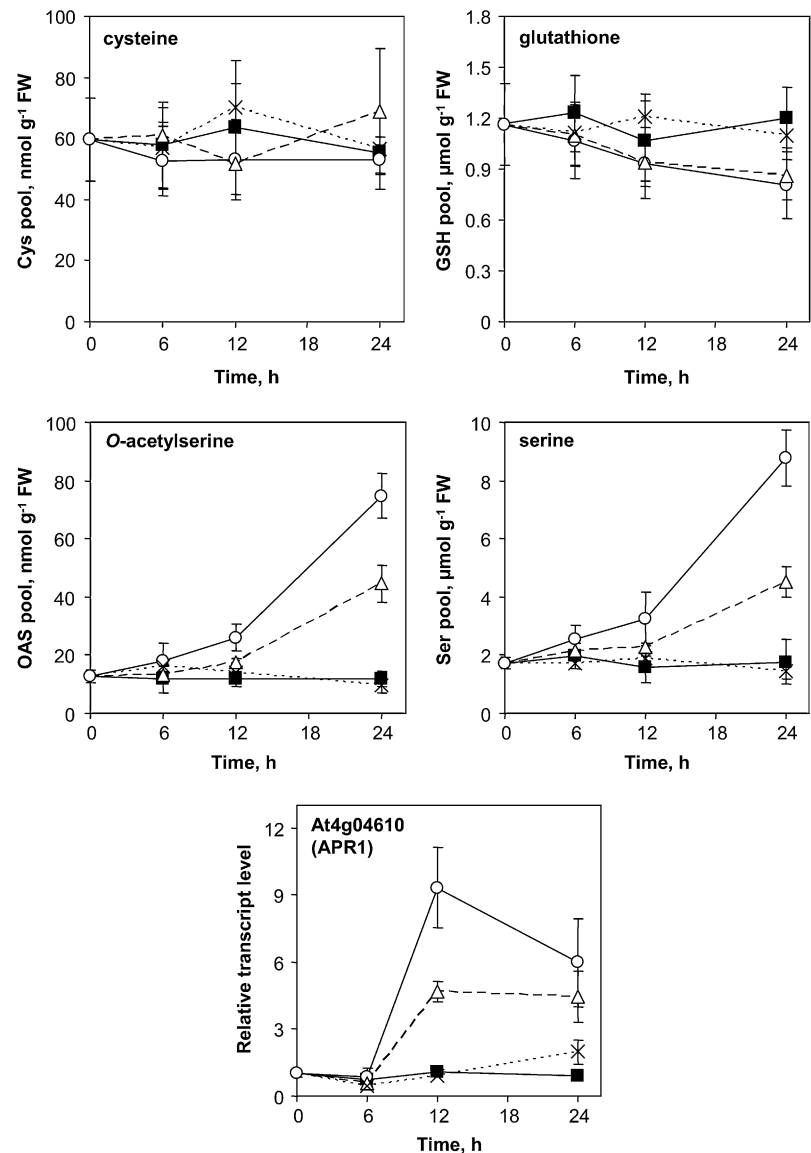 cysteine
Cys pool, nmol g-1 FW
100
80
60
40
20
0
0 6 12 18 24
Time, h
glutathione
GSH pool, µmol g-1 FW
1.8
1.5
1.2
0.9
0.6
0.3
0
0 6 12 18 24
Time, h
O-acetylserine
OAS pool, nmol g-1 FW
100
80
60
40
20
0
0 6 12 18 24
Time, h
serine
Ser pool, µmol g-1 FW
10
8
6
4
2
0
0 6 12 18 24
Time, h
At4g04610
(APR1)
Relative transcript level
12
9
6
3
0
0 6 12 18 24
Time, h